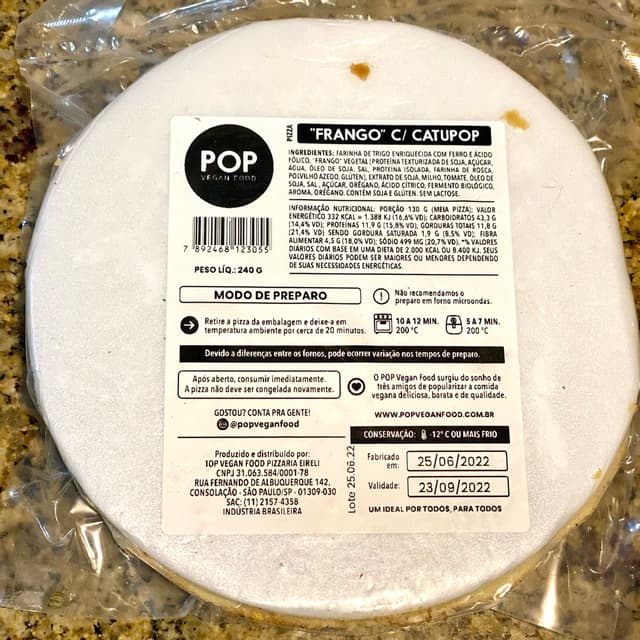 POP
VEGAN FOOD
7 892468 123055
PESO LÍQ.: 240 G
PIZZA
"FRANGO" C/ CATUPOP
INGREDIENTES: FARINHA DE TRIGO ENRIQUECIDA COM FERRO E ÁCIDO
FÓLICO, "FRANGO" VEGETAL (PROTEÍNA TEXTURIZADA DE SOJA, AÇÚCAR,
ÁGUA, ÓLEO DE SOJA, SAL, PROTEÍNA ISOLADA, FARINHA DE ROSCA,
POLVILHO AZEDO, GLÚTEN), EXTRATO DE SOJA, MILHO, TOMATE, ÓLEO DE
SOJA, SAL, AÇÚCAR, ORÉGANO, ÁCIDO CÍTRICO, FERMENTO BIOLÓGICO,
AROMA, ORÉGANO. CONTÉM SOJA E GLÚTEN. SEM LACTOSE.
INFORMAÇÃO NUTRICIONAL: PORÇÃO 130 G (MEIA PIZZA); VALOR
ENERGÉTICO 332 KCAL = 1.388 KJ (16,6% VD); CARBOIDRATOS 43,3 G
(14,4% VD); PROTEÍNAS 11,9 G (15,8% VD); GORDURAS TOTAIS 11,8 G
(21,4% VD) SENDO GORDURA SATURADA 1,9 G (8,5% VD); FIBRA
ALIMENTAR 4,5 G (18,0% VD); SÓDIO 499 MG (20,7% VD). *% VALORES
DIÁRIOS COM BASE EM UMA DIETA DE 2.000 KCAL OU 8.400 KJ. SEUS
VALORES DIÁRIOS PODEM SER MAIORES OU MENORES DEPENDENDO
DE SUAS NECESSIDADES ENERGÉTICAS.
MODO DE PREPARO
Não recomendamos o
preparo em forno microondas.
Retire a pizza da embalagem e deixe-a em
temperatura ambiente por cerca de 20 minutos.
10 A 12 MIN.
200 °C
5 A 7 MIN.
200 °C
Devido a diferenças entre os fornos, pode ocorrer variação nos tempos de preparo.
Após aberto, consumir imediatamente.
A pizza não deve ser congelada novamente.
O POP Vegan Food surgiu do sonho de
três amigos de popularizar a comida
vegana deliciosa, barata e de qualidade.
GOSTOU? CONTA PRA GENTE!
@popveganfood
WWW.POPVEGANFOOD.COM.BR
Produzido e distribuído por:
1OP VEGAN FOOD PIZZARIA EIRELI
CNPJ 31.063.584/0001-78
RUA FERNANDO DE ALBUQUERQUE 142,
CONSOLAÇÃO - SÃO PAULO/SP - 01309-030
SAC: (11) 2157-4358
INDÚSTRIA BRASILEIRA
Lote 25.06.22
CONSERVAÇÃO: -12° C OU MAIS FRIO
Fabricado
em:
25/06/2022
Validade:
23/09/2022
UM IDEAL POR TODOS, PARA TODOS